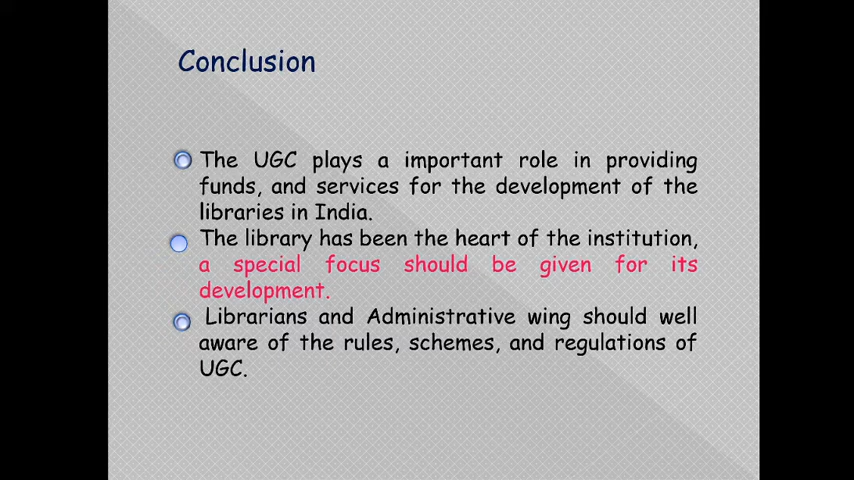 Conclusion
The UGC plays a important role in providing
funds, and services for the development of the
libraries in India.
The library has been the heart of the institution,
a special focus should be given for its
development.
Librarians and Administrative wing should well
aware of the rules, schemes, and regulations of
UGC.